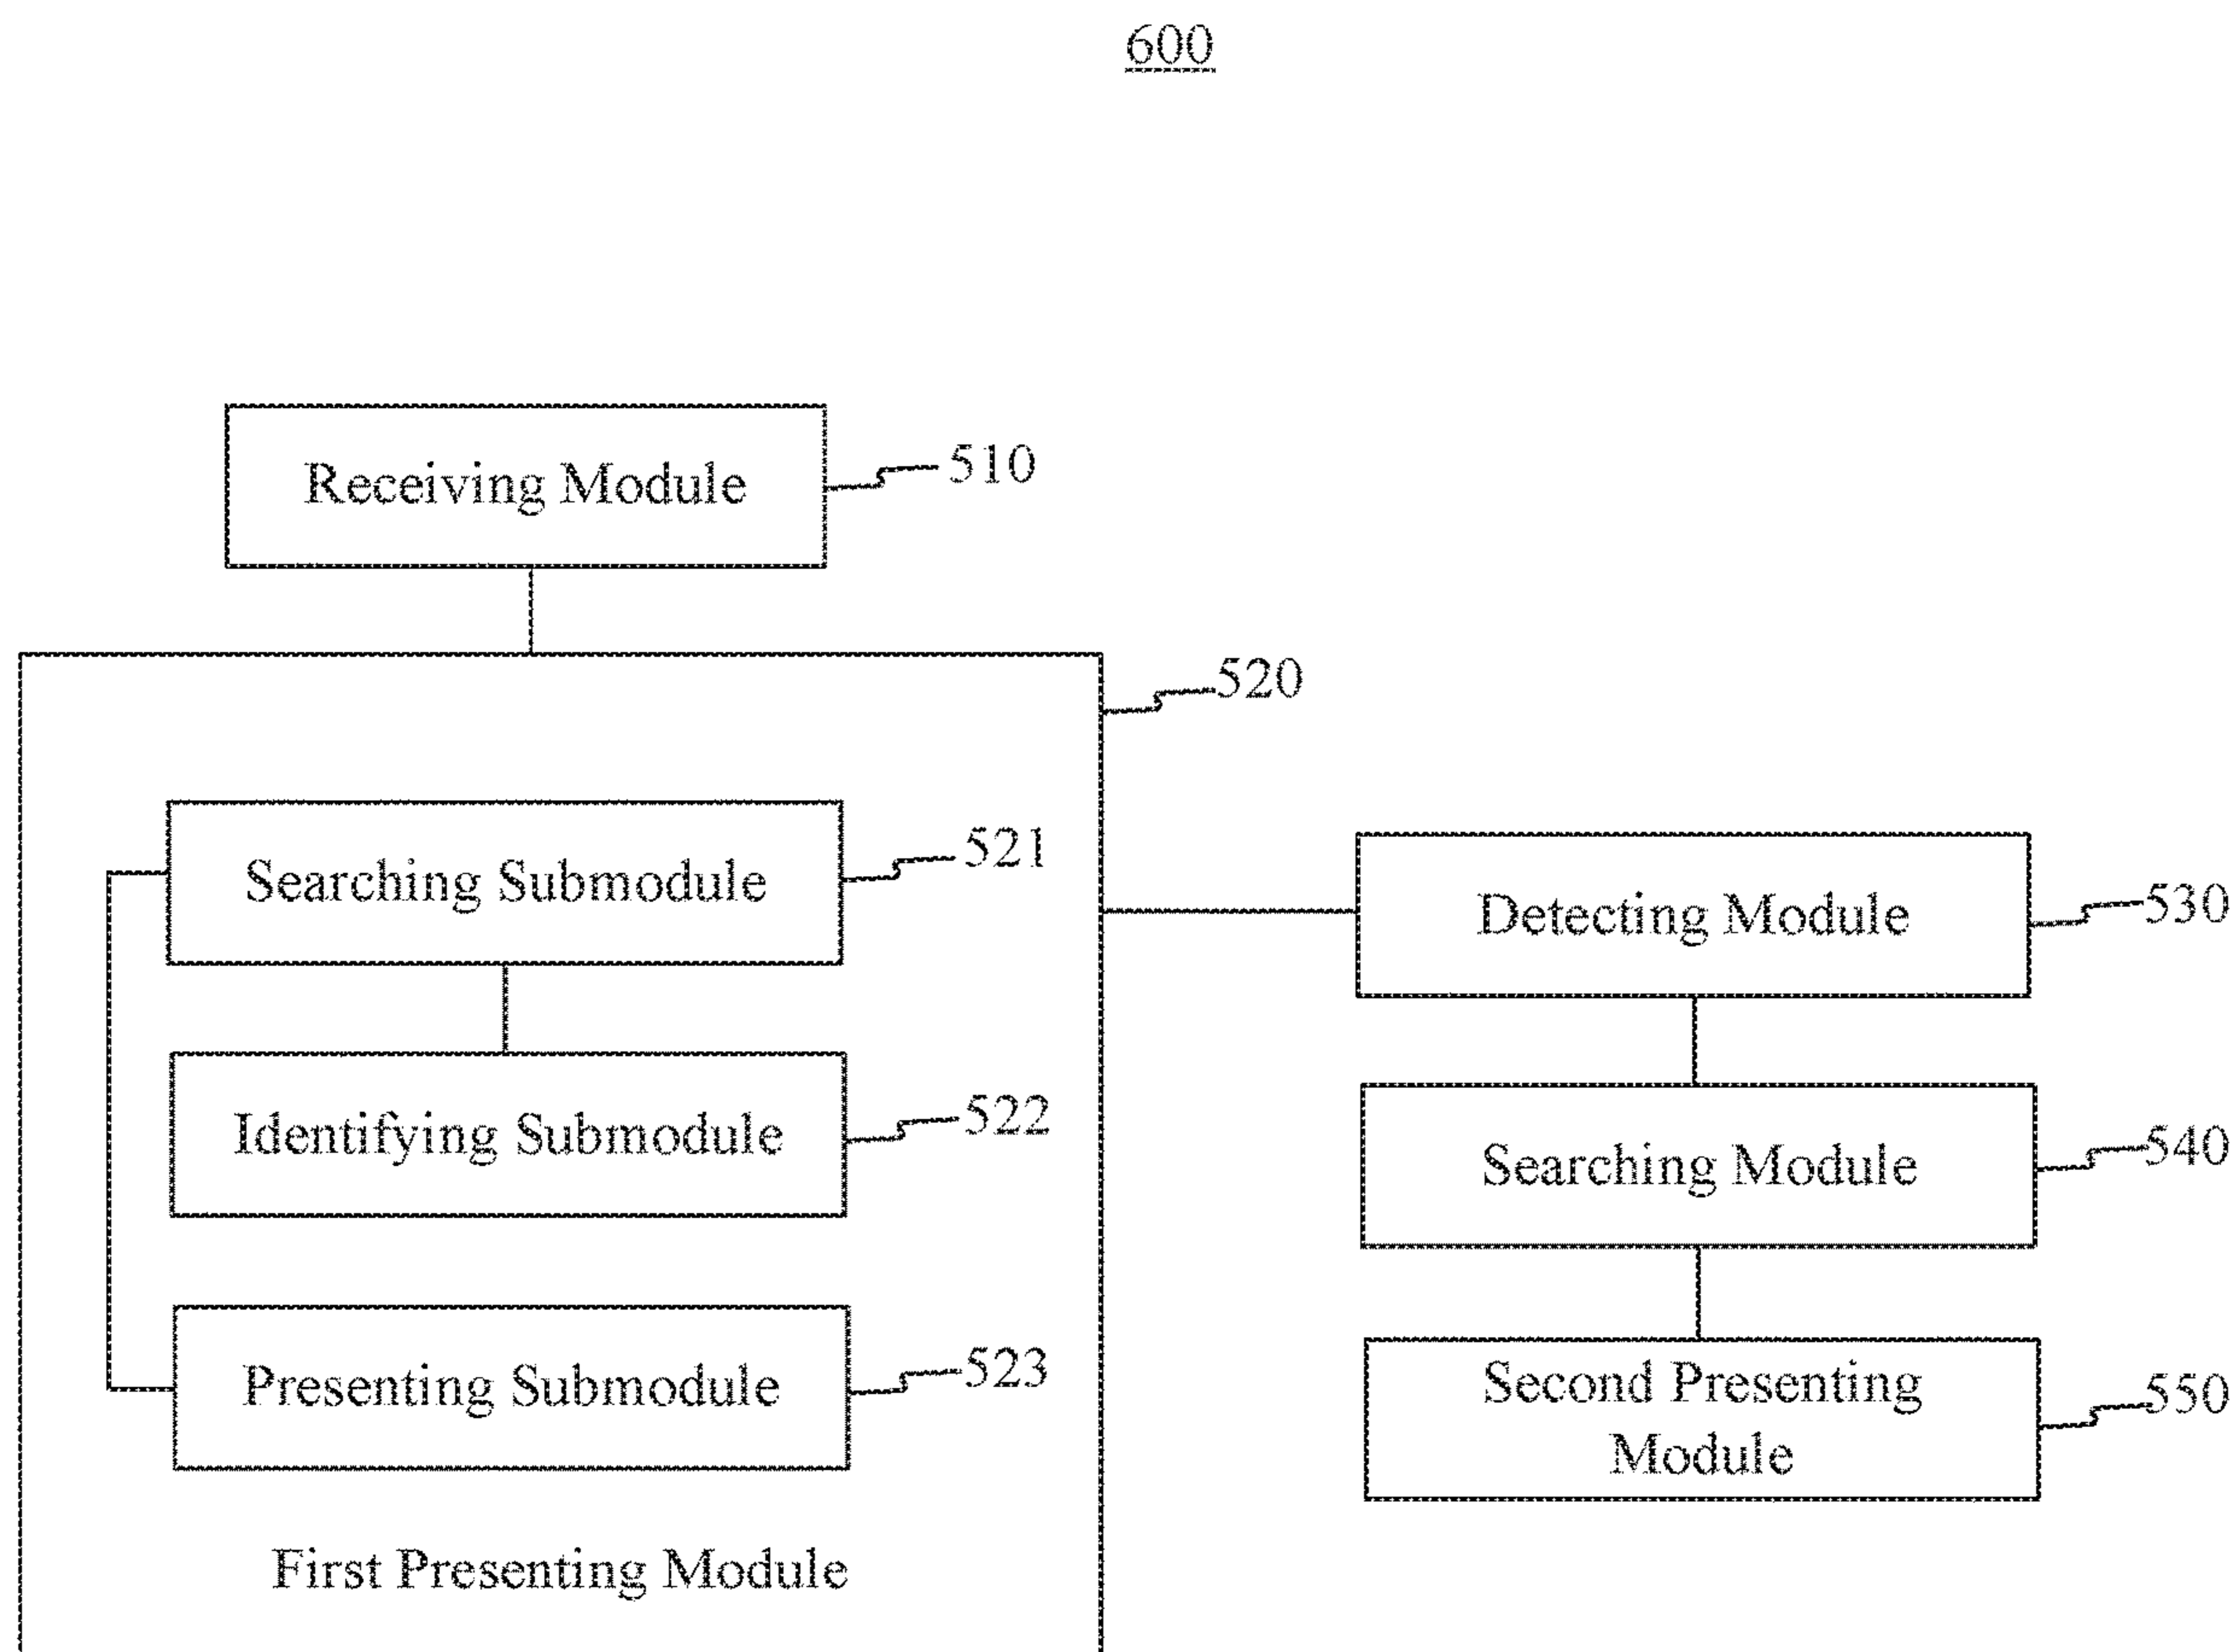 600
Receiving Module
510
520
Searching Submodule
521
Identifying Submodule
522
Presenting Submodule
523
First Presenting Module
Detecting Module
530
Searching Module
540
Second Presenting
Module
550